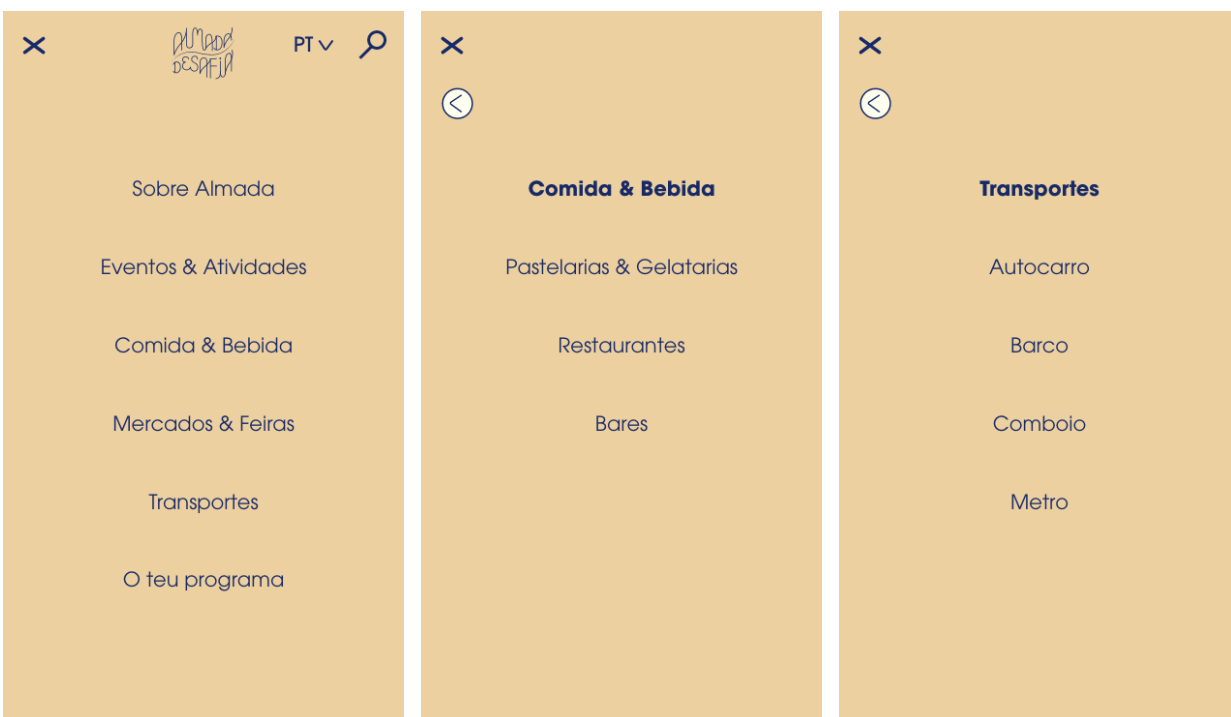 ALMADA
DESAFIA
PT
Sobre Almada
Eventos & Atividades
Comida & Bebida
Mercados & Feiras
Transportes
O teu programa
Comida & Bebida
Pastelarias & Gelatarias
Restaurantes
Bares
Transportes
Autocarro
Barco
Comboio
Metro